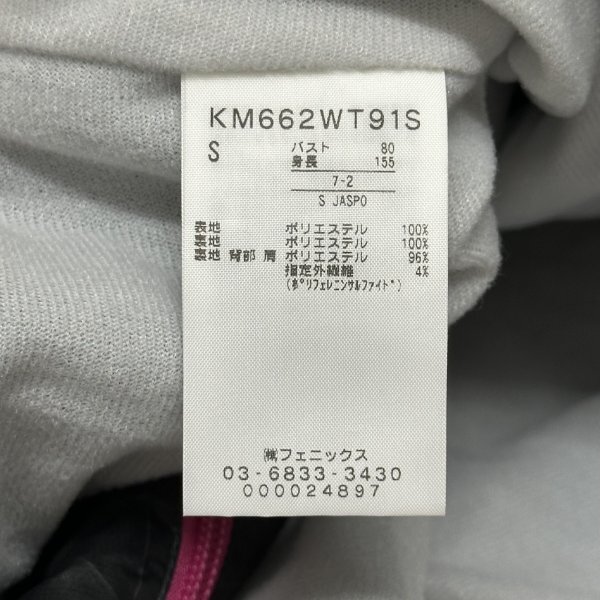 KM662WT91S
S バスト 80
身長 155
7-2
S JASPO
表地 ポリエステル 100%
裏地 ポリエステル 100%
裏地 背部 肩 ポリエステル 96%
指定外繊維 4%
(ポリフェレニンサルファイド)
㈱フェニックス
03-6833-3430
000024897